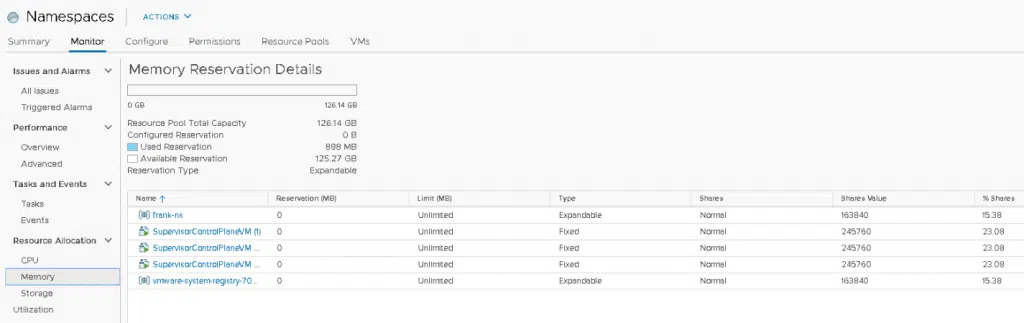 Namespaces ACTIONS
Summary Monitor Configure Permissions Resource Pools VMs
Issues and Alarms
All Issues
Triggered Alarms
Performance
Overview
Advanced
Tasks and Events
Tasks
Events
Resource Allocation
CPU
Memory
Storage
Utilization
Memory Reservation Details
0 GB 126.14 GB
Resource Pool Total Capacity 126.14 GB
Configured Reservation 0 B
Used Reservation 898 MB
Available Reservation 125.27 GB
Reservation Type Expandable
Name ↑ Reservation (MB) Limit (MB) Type Shares Shares Value % Shares
frank-ns 0 Unlimited Expandable Normal 163840 15.38
SupervisorControlPlaneVM (1) 0 Unlimited Fixed Normal 245760 23.08
SupervisorControlPlaneVM ... 0 Unlimited Fixed Normal 245760 23.08
SupervisorControlPlaneVM ... 0 Unlimited Fixed Normal 245760 23.08
vmware-system-registry-70... 0 Unlimited Expandable Normal 163840 15.38